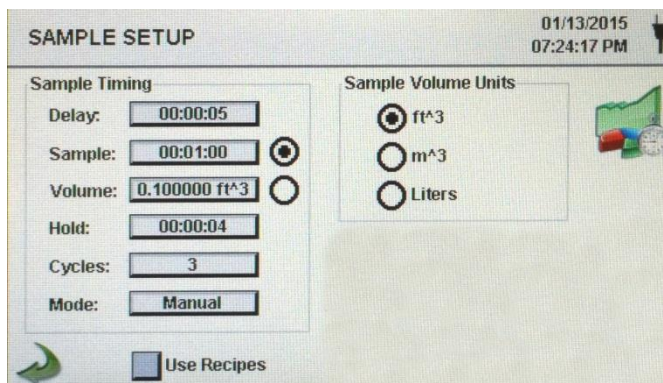 SAMPLE SETUP
01/13/2015
07:24:17 PM
Sample Timing
Delay: 00:00:05
Sample: 00:01:00
Volume: 0.100000 ft^3
Hold: 00:00:04
Cycles: 3
Mode: Manual
Sample Volume Units
ft^3
m^3
Liters
Use Recipes